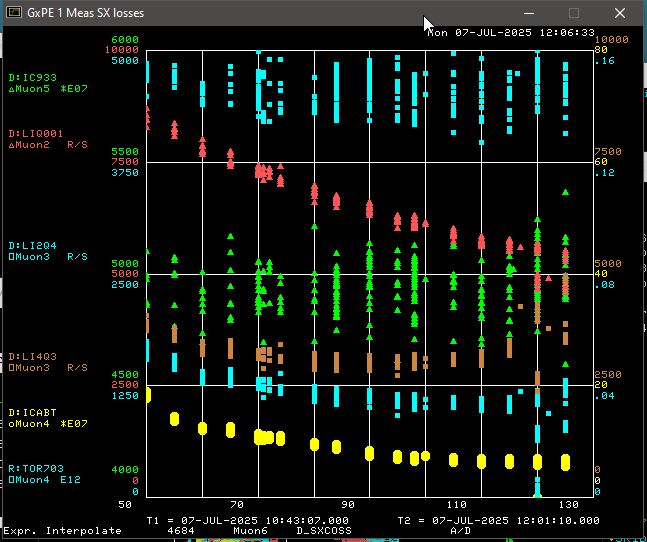 GxPE 1 Meas SX losses
Mon 07-JUL-2025 12:06:33
6000
10000
5000
10000
80
.16
D:IC933
Muon5 *E07
D:LIQ001
Muon2 R/S
5500
7500
3750
7500
60
.12
D:LI2Q4
Muon3 R/S
5000
5000
2500
5000
40
.08
D:LI4Q3
Muon3 R/S
4500
2500
1250
2500
20
.04
D:ICABT
Muon4 *E07
R:TOR703
Muon4 E12
4000
0
0
0
0
0
50 70 90 110 130
T1 = 07-JUL-2025 10:43:07.000 T2 = 07-JUL-2025 12:01:10.000
Expr. Interpolate 4684 Muon6 D_SXCOSS A/D